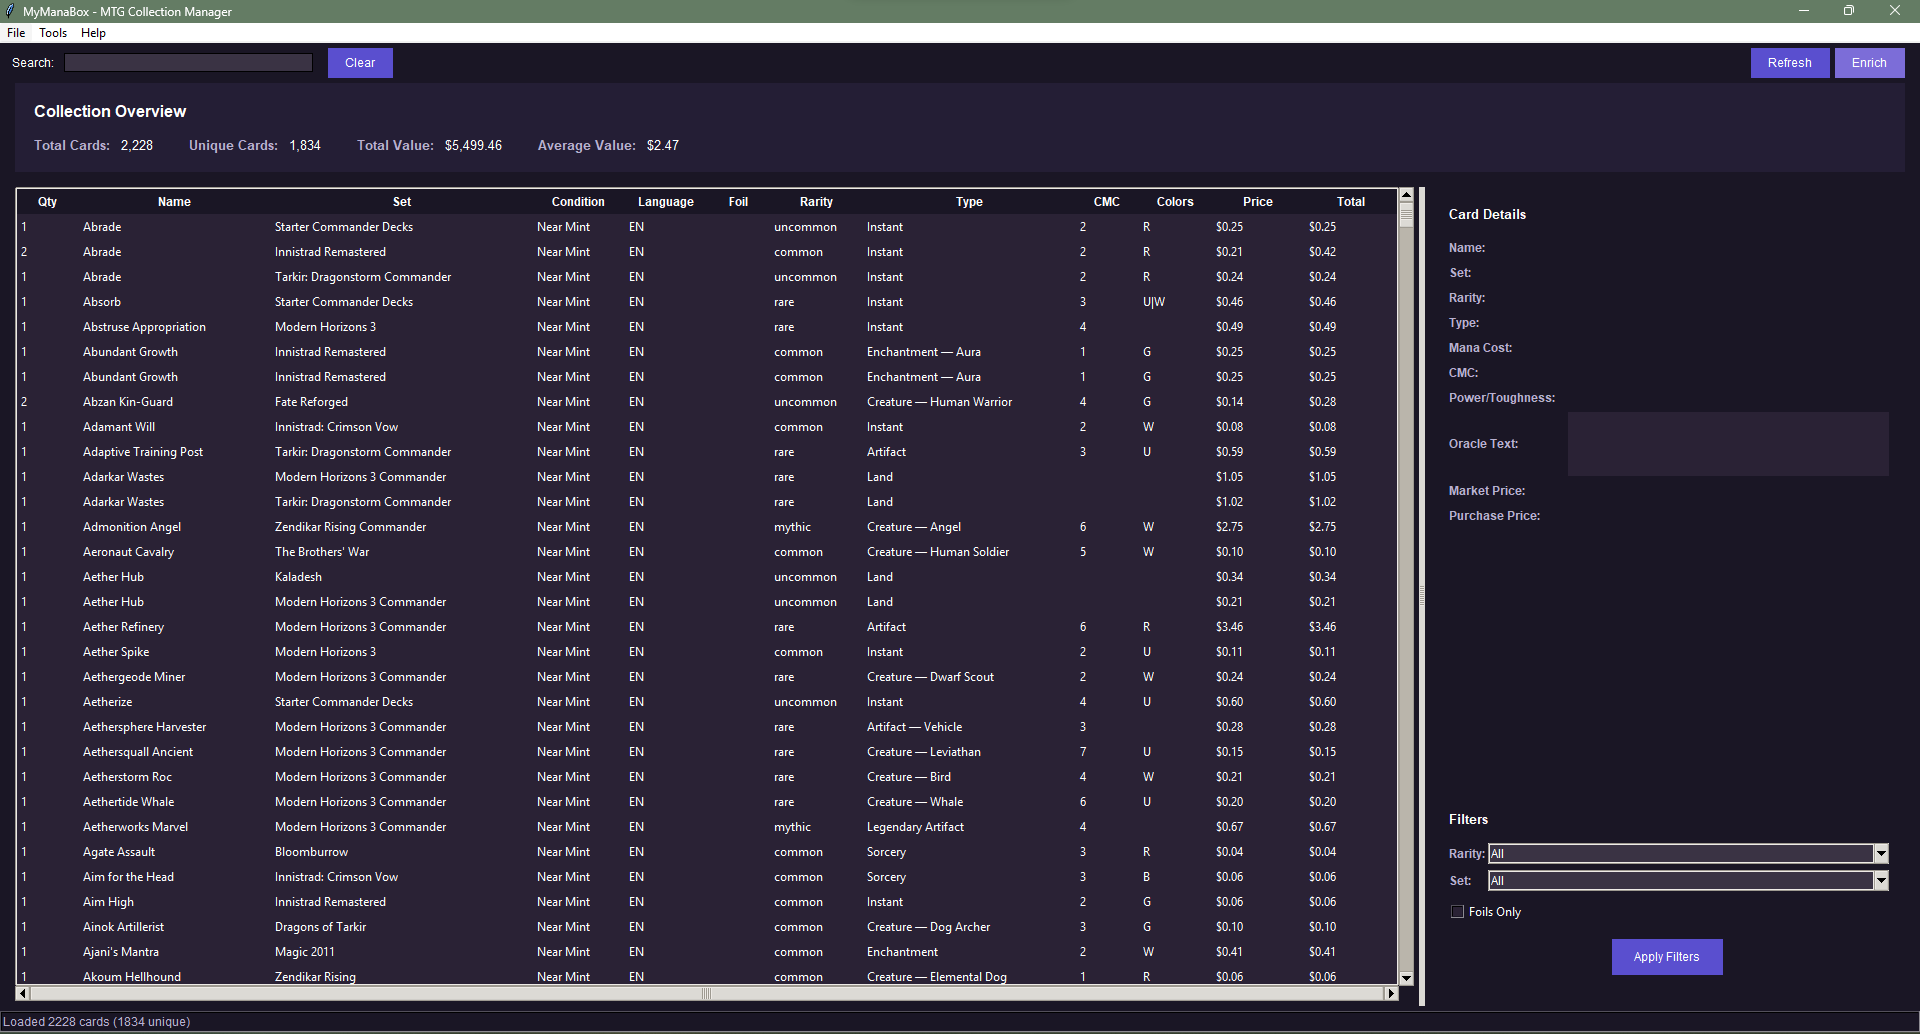 MyManaBox - MTG Collection Manager
File Tools Help
Search: Clear Refresh Enrich
Collection Overview
Total Cards: 2,228 Unique Cards: 1,834 Total Value: $5,499.46 Average Value: $2.47
Qty Name Set Condition Language Foil Rarity Type CMC Colors Price Total
1 Abrade Starter Commander Decks Near Mint EN uncommon Instant 2 R $0.25 $0.25
2 Abrade Innistrad Remastered Near Mint EN common Instant 2 R $0.21 $0.42
1 Abrade Tarkir: Dragonstorm Commander Near Mint EN uncommon Instant 2 R $0.24 $0.24
1 Absorb Starter Commander Decks Near Mint EN rare Instant 3 U|W $0.46 $0.46
1 Abstruse Appropriation Modern Horizons 3 Near Mint EN rare Instant 4 $0.49 $0.49
1 Abundant Growth Innistrad Remastered Near Mint EN common Enchantment — Aura 1 G $0.25 $0.25
1 Abundant Growth Innistrad Remastered Near Mint EN common Enchantment — Aura 1 G $0.25 $0.25
2 Abzan Kin-Guard Fate Reforged Near Mint EN uncommon Creature — Human Warrior 4 G $0.14 $0.28
1 Adamant Will Innistrad: Crimson Vow Near Mint EN common Instant 2 W $0.08 $0.08
1 Adaptive Training Post Tarkir: Dragonstorm Commander Near Mint EN rare Artifact 3 U $0.59 $0.59
1 Adarkar Wastes Modern Horizons 3 Commander Near Mint EN rare Land $1.05 $1.05
1 Adarkar Wastes Tarkir: Dragonstorm Commander Near Mint EN rare Land $1.02 $1.02
1 Admonition Angel Zendikar Rising Commander Near Mint EN mythic Creature — Angel 6 W $2.75 $2.75
1 Aeronaut Cavalry The Brothers' War Near Mint EN common Creature — Human Soldier 5 W $0.10 $0.10
1 Aether Hub Kaladesh Near Mint EN uncommon Land $0.34 $0.34
1 Aether Hub Modern Horizons 3 Commander Near Mint EN uncommon Land $0.21 $0.21
1 Aether Refinery Modern Horizons 3 Commander Near Mint EN rare Artifact 6 R $3.46 $3.46
1 Aether Spike Modern Horizons 3 Near Mint EN common Instant 2 U $0.11 $0.11
1 Aethergeode Miner Modern Horizons 3 Commander Near Mint EN rare Creature — Dwarf Scout 2 W $0.24 $0.24
1 Aetherize Starter Commander Decks Near Mint EN uncommon Instant 4 U $0.60 $0.60
1 Aethersphere Harvester Modern Horizons 3 Commander Near Mint EN rare Artifact — Vehicle 3 $0.28 $0.28
1 Aethersquall Ancient Modern Horizons 3 Commander Near Mint EN rare Creature — Leviathan 7 U $0.15 $0.15
1 Aetherstorm Roc Modern Horizons 3 Commander Near Mint EN rare Creature — Bird 4 W $0.21 $0.21
1 Aethertide Whale Modern Horizons 3 Commander Near Mint EN rare Creature — Whale 6 U $0.20 $0.20
1 Aetherworks Marvel Modern Horizons 3 Commander Near Mint EN mythic Legendary Artifact 4 $0.67 $0.67
1 Agate Assault Bloomburrow Near Mint EN common Sorcery 3 R $0.04 $0.04
1 Aim for the Head Innistrad: Crimson Vow Near Mint EN common Sorcery 3 B $0.06 $0.06
1 Aim High Innistrad Remastered Near Mint EN common Instant 2 G $0.06 $0.06
1 Ainok Artillerist Dragons of Tarkir Near Mint EN common Creature — Dog Archer 3 G $0.10 $0.10
1 Ajani's Mantra Magic 2011 Near Mint EN common Enchantment 2 W $0.41 $0.41
1 Akoum Hellhound Zendikar Rising Near Mint EN common Creature — Elemental Dog 1 R $0.06 $0.06
Card Details
Name:
Set:
Rarity:
Type:
Mana Cost:
CMC:
Power/Toughness:
Oracle Text:
Market Price:
Purchase Price:
Filters
Rarity: All
Set: All
Foils Only
Apply Filters
Loaded 2228 cards (1834 unique)